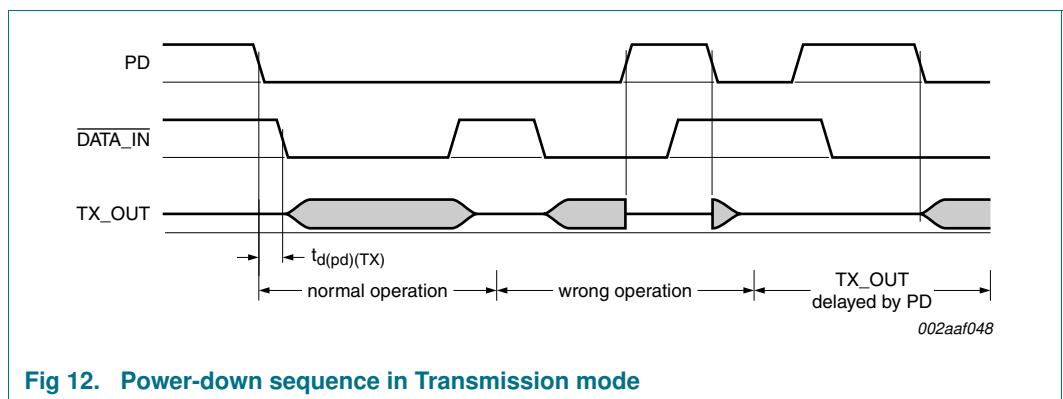 PD
DATA_IN
TX_OUT
td(pd)(TX)
normal operation
wrong operation
TX_OUT
delayed by PD
002aaf048
Fig 12. Power-down sequence in Transmission mode